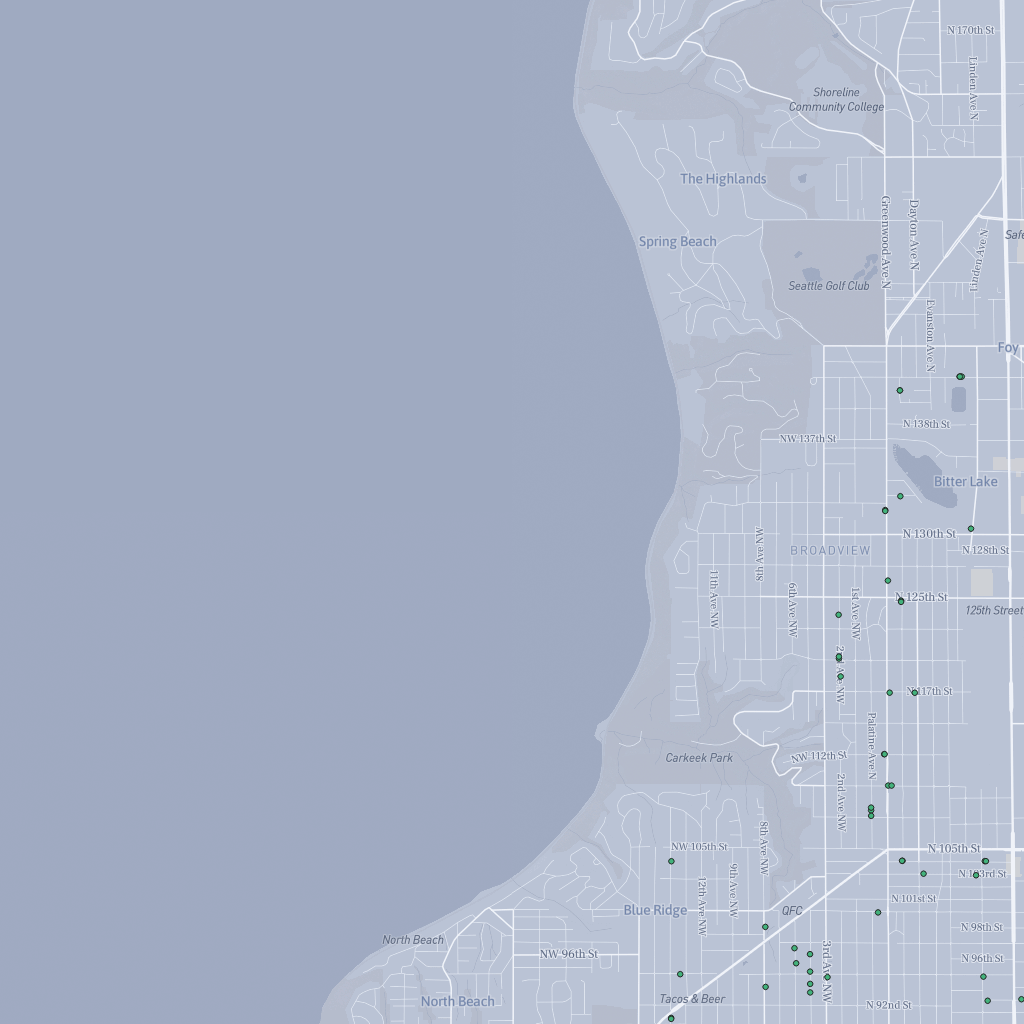 N 170th St
Linden Ave N
Shoreline
Community College
The Highlands
Greenwood Ave N
Dayton Ave N
Spring Beach
Linden Ave N
Seattle Golf Club
Evanston Ave N
Foy
N 138th St
NW 137th St
Bitter Lake
N 130th St
BROADVIEW
N 128th St
8th Ave NW
11th Ave NW
6th Ave NW
1st Ave NW
N 125th St
125th Street
2nd Ave NW
N 117th St
Palatine Ave N
Carkeek Park
NW 112th St
2nd Ave NW
8th Ave NW
NW 105th St
N 105th St
N 103rd St
9th Ave NW
12th Ave NW
N 101st St
Blue Ridge
QFC
N 98th St
North Beach
NW 96th St
N 96th St
3rd Ave NW
North Beach
Tacos & Beer
N 92nd St